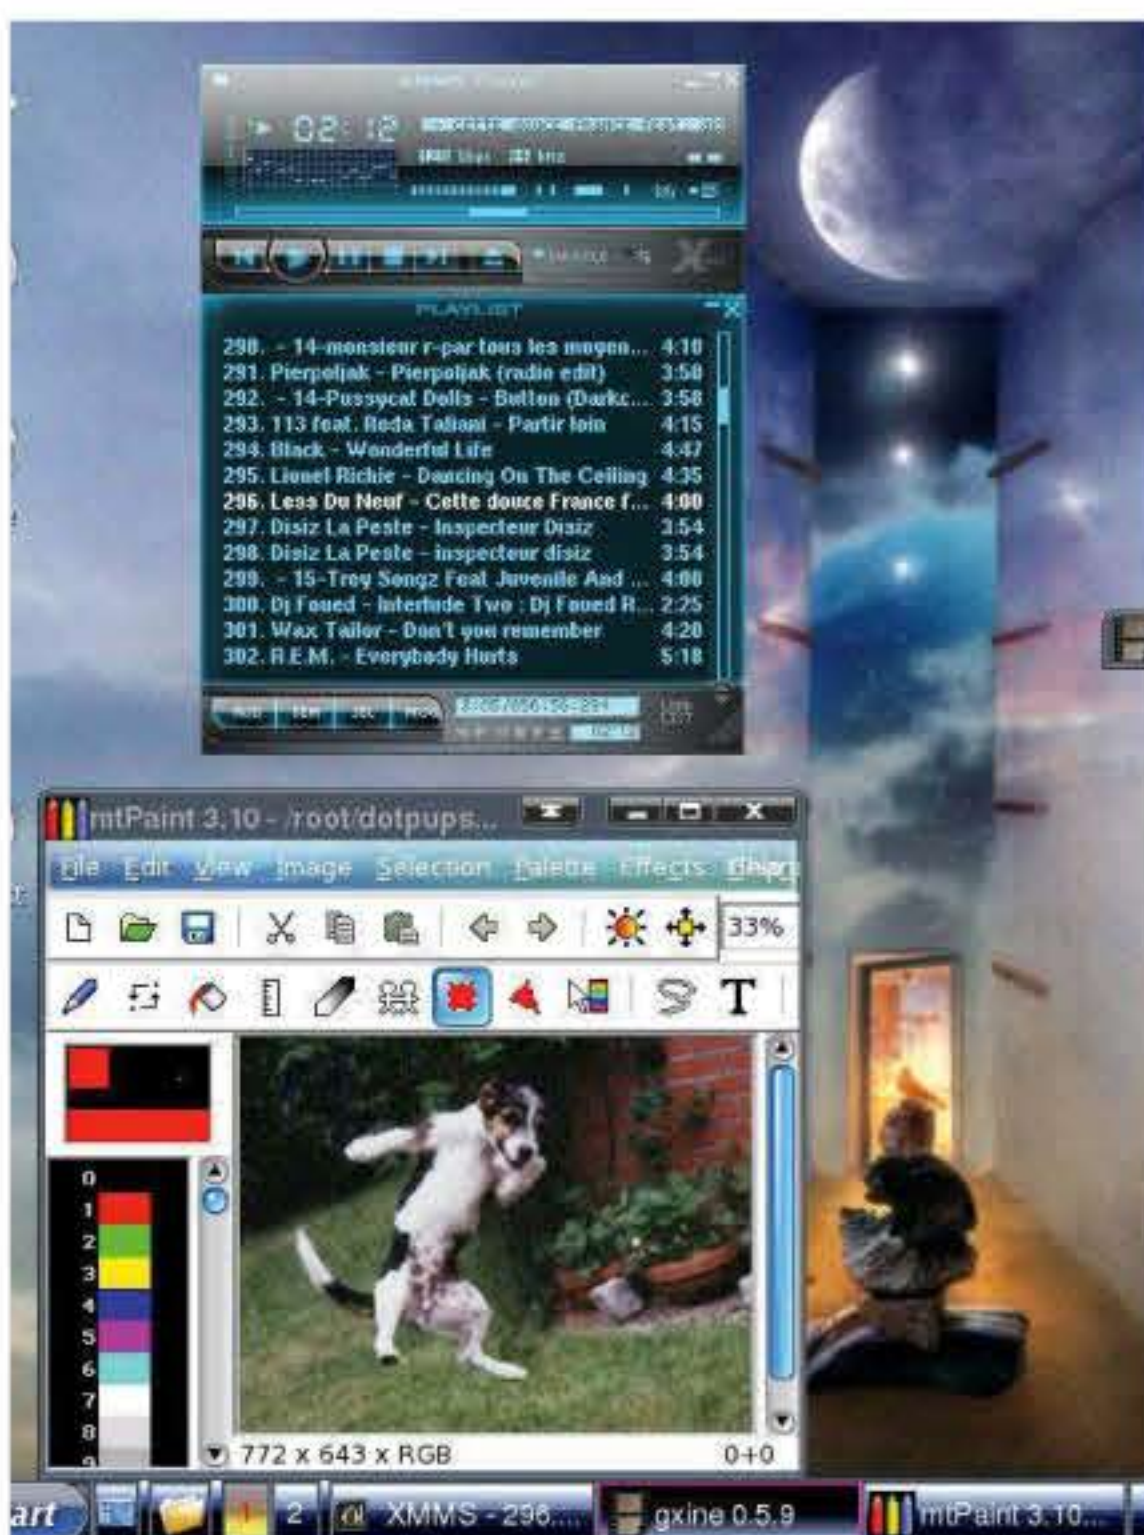 02:12
PLAYLIST
290. - 14-monsieur r-par tous les moyen... 4:10
291. Pierpoljak - Pierpoljak (radio edit) 3:50
292. - 14-Pussycat Dolls - Button (Darkc... 3:58
293. 113 feat. Reda Taliani - Partir loin 4:15
294. Black - Wonderful Life 4:47
295. Lionel Richie - Dancing On The Ceiling 4:35
296. Less Du Neuf - Cette douce France f... 4:00
297. Disiz La Peste - Inspecteur Disiz 3:54
298. Disiz La Peste - inspecteur disiz 3:54
299. - 15-Trey Songz Feat Juvenile And ... 4:00
300. Dj Foued - Interlude Two : Dj Foued R... 2:25
301. Wax Tailor - Don't you remember 4:20
302. R.E.M. - Everybody Hurts 5:18
mtPaint 3.10 - /root/dotpups...
File Edit View Image Selection Palette Effects
33%
T
0
1
2
3
4
5
6
7
8
9
772 x 643 x RGB 0+0
art 1 2 XMMS - 296.... gxine 0.5.9 mtPaint 3.10...